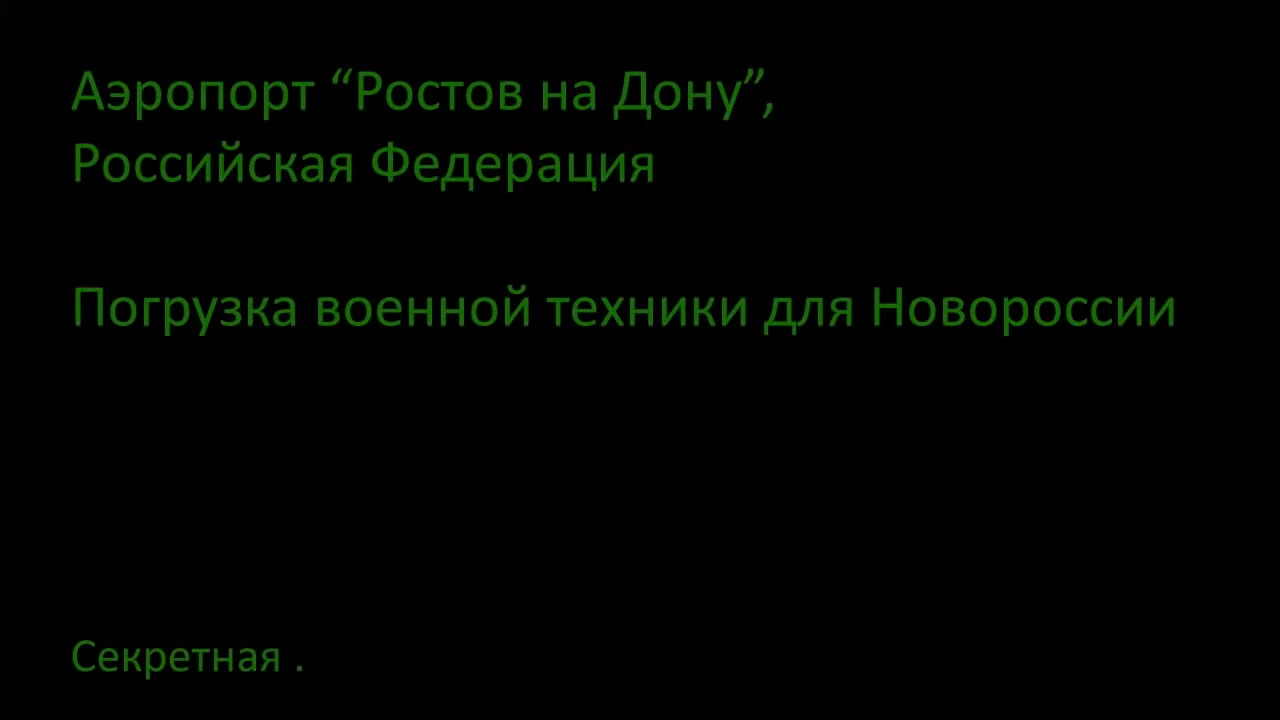 Аэропорт “Ростов на Дону”,
Российская Федерация
Погрузка военной техники для Новороссии
Секретная .